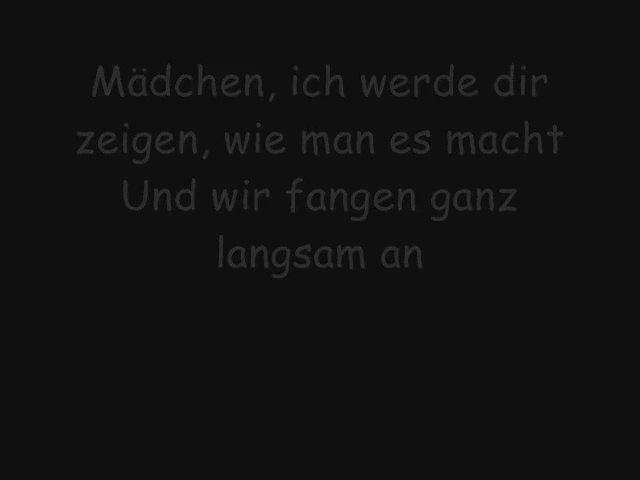 Mädchen, ich werde dir
zeigen, wie man es macht
Und wir fangen ganz
langsam an